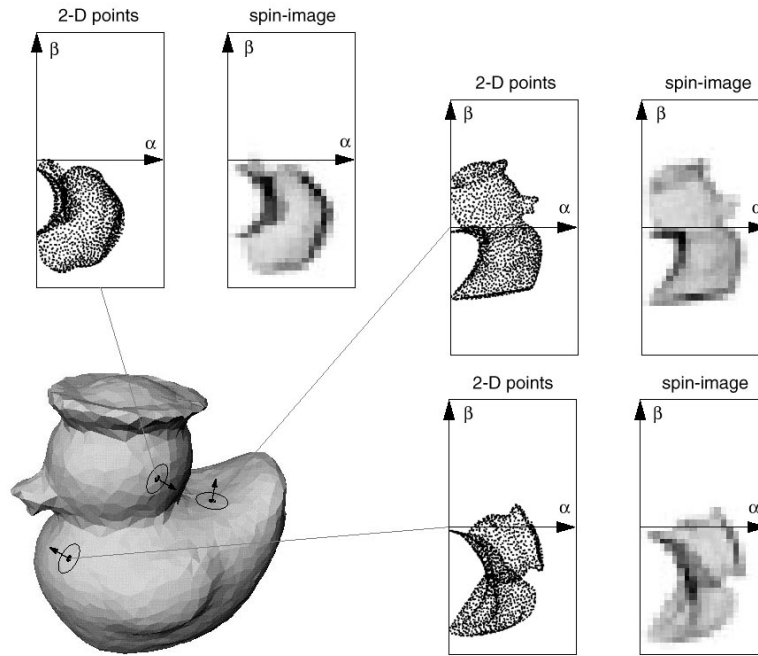 2-D points
spin-image
β
α
β
2-D points
spin-image
β
α
β
α
2-D points
spin-image
β
α
β
α